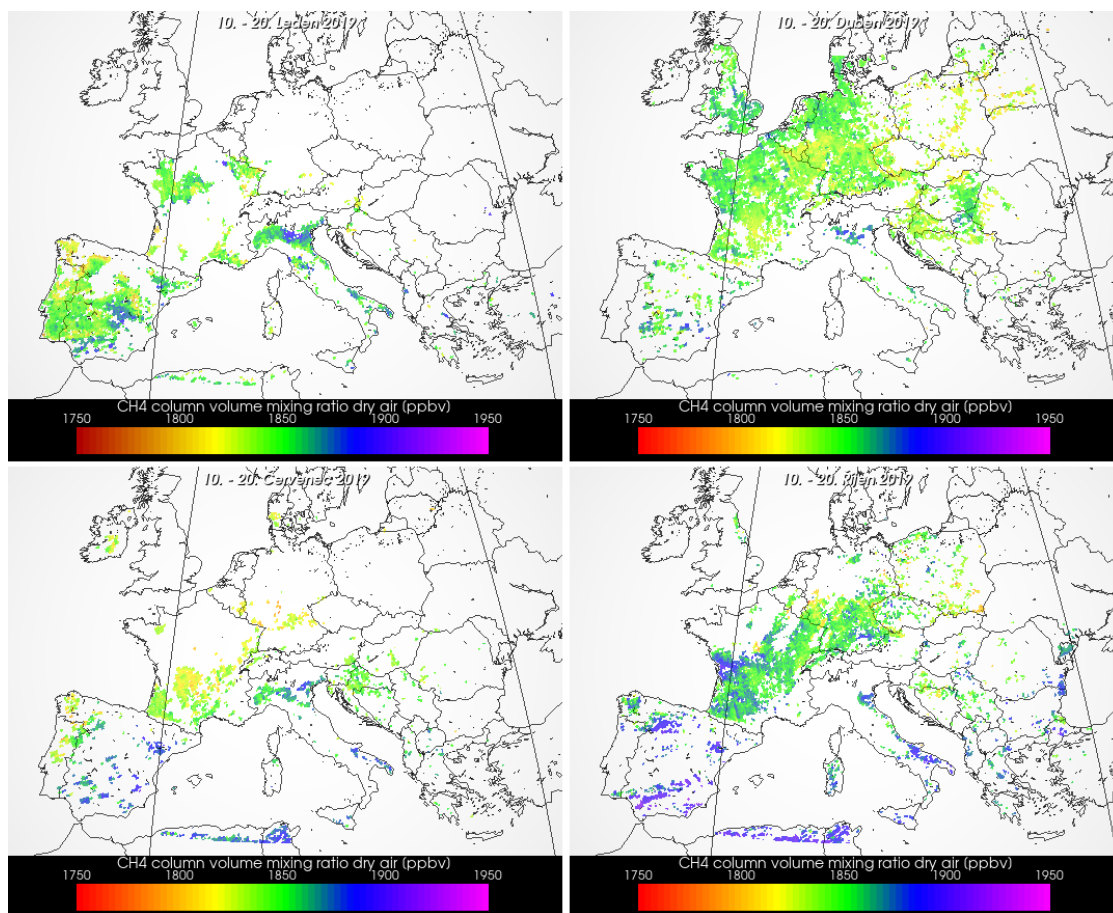 10. - 20. Leden 2019
CH4 column volume mixing ratio dry air [ppbv]
1750 1800 1850 1900 1950
10. - 20. Duben 2019
CH4 column volume mixing ratio dry air [ppbv]
1750 1800 1850 1900 1950
10. - 20. Červenec 2019
CH4 column volume mixing ratio dry air [ppbv]
1750 1800 1850 1900 1950
10. - 20. Říjen 2019
CH4 column volume mixing ratio dry air [ppbv]
1750 1800 1850 1900 1950